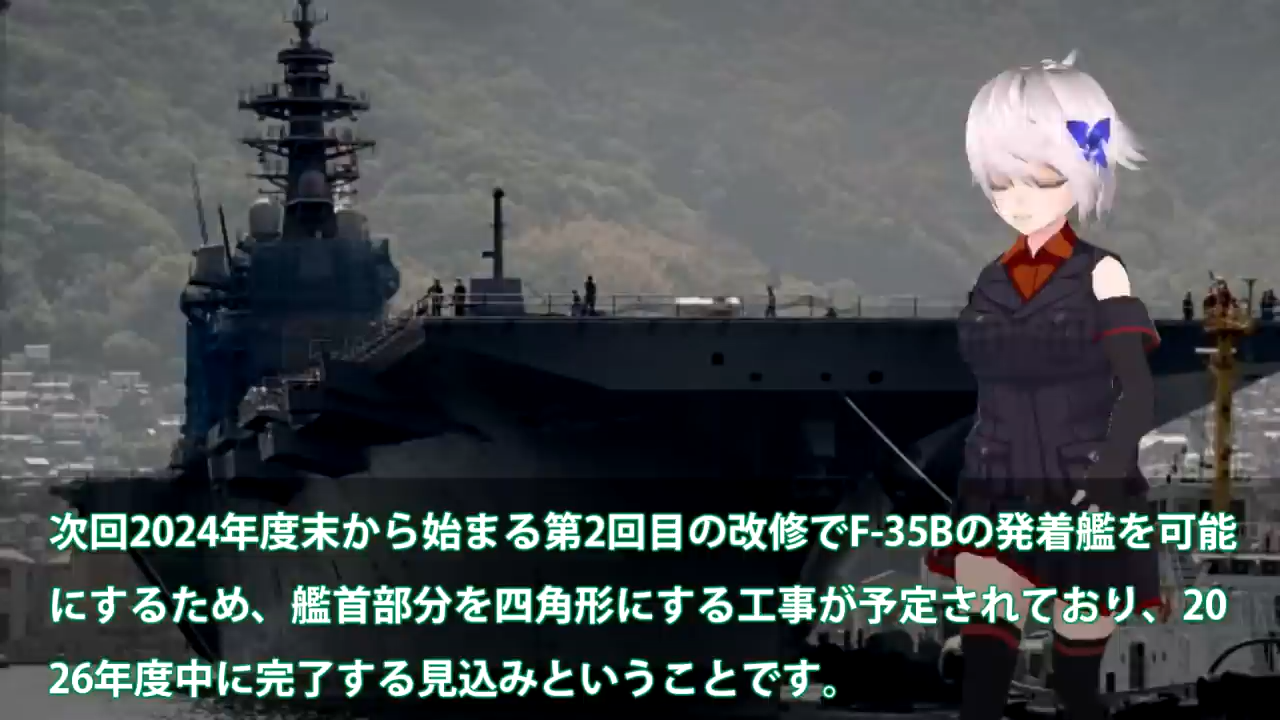 次回2024年度末から始まる第2回目の改修でF-35Bの発着艦を可能
にするため、艦首部分を四角形にする工事が予定されており、20
26年度中に完了する見込みということです。